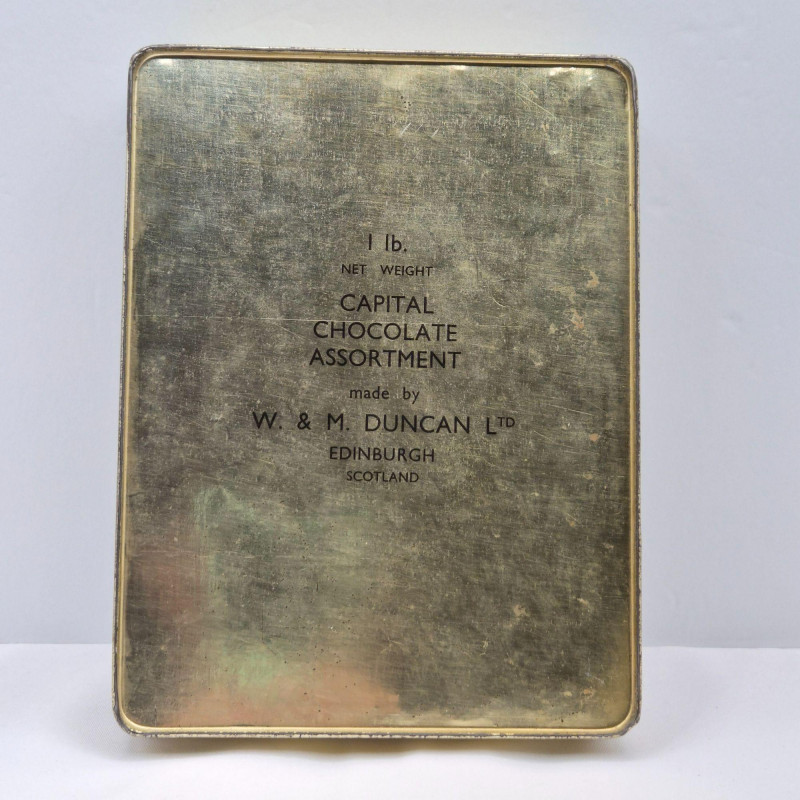 1 lb.
NET WEIGHT
CAPITAL
CHOCOLATE
ASSORTMENT
made by
W. & M. DUNCAN LTD
EDINBURGH
SCOTLAND